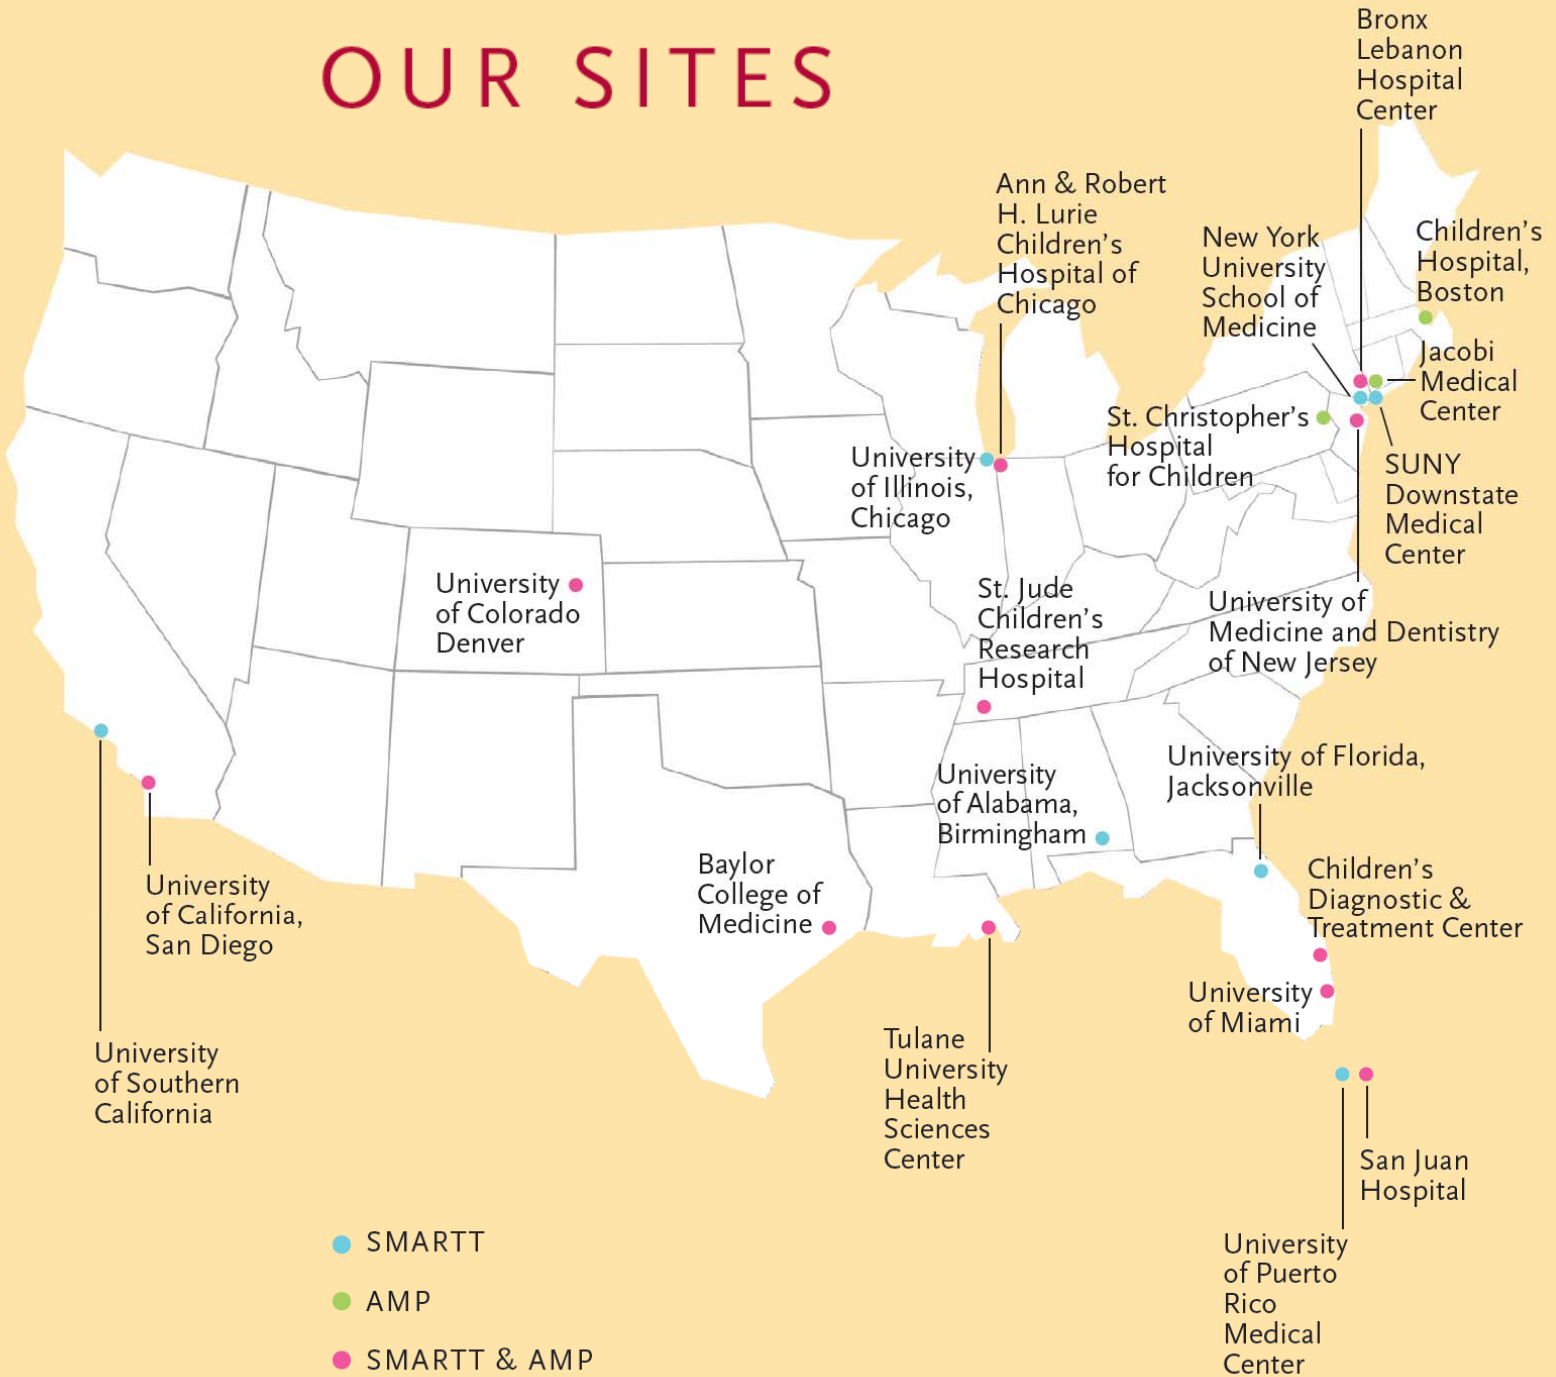 OUR SITES
Bronx
Lebanon
Hospital
Center
Ann & Robert
H. Lurie
Children's
Hospital of
Chicago
New York
University
School of
Medicine
Children's
Hospital,
Boston
Jacobi
Medical
Center
St. Christopher's
Hospital
for Children
University
of Illinois,
Chicago
SUNY
Downstate
Medical
Center
University
of Colorado
Denver
St. Jude
Children's
Research
Hospital
University of
Medicine and Dentistry
of New Jersey
University of Florida,
Jacksonville
University
of Alabama,
Birmingham
Baylor
College of
Medicine
Children's
Diagnostic &
Treatment Center
University
of California,
San Diego
University
of Miami
University
of Southern
California
Tulane
University
Health
Sciences
Center
San Juan
Hospital
University
of Puerto
Rico
Medical
Center
SMARTT
AMP
SMARTT & AMP